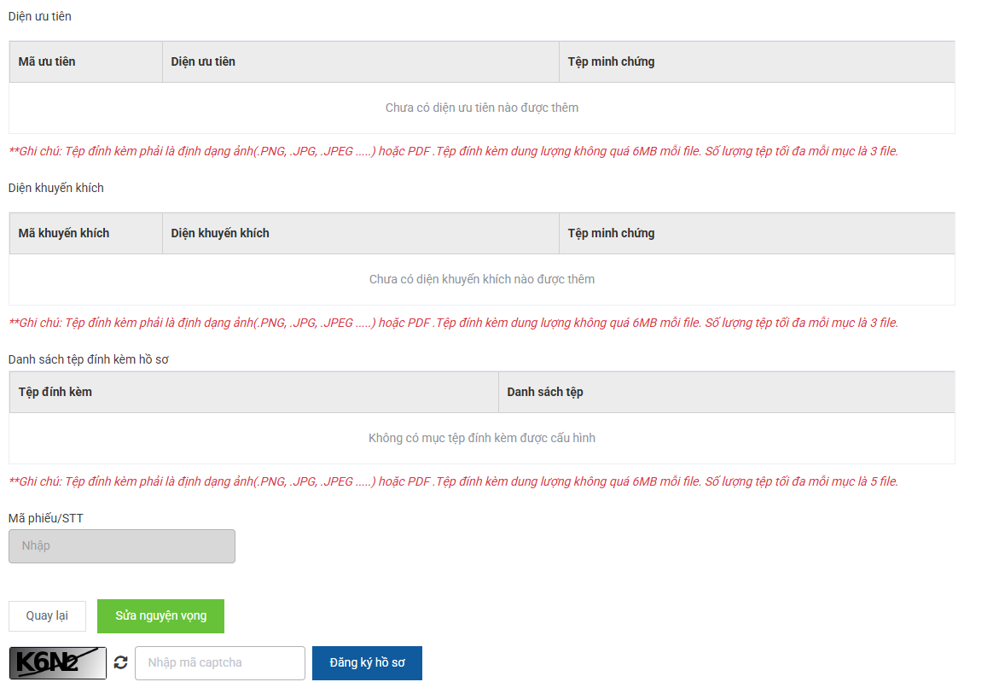 Diện ưu tiên
Mã ưu tiên Diện ưu tiên Tệp minh chứng
Chưa có diện ưu tiên nào được thêm
**Ghi chú: Tệp đính kèm phải là định dạng ảnh(.PNG, .JPG, .JPEG .....) hoặc PDF .Tệp đính kèm dung lượng không quá 6MB mỗi file. Số lượng tệp tối đa mỗi mục là 3 file.
Diện khuyến khích
Mã khuyến khích Diện khuyến khích Tệp minh chứng
Chưa có diện khuyến khích nào được thêm
**Ghi chú: Tệp đính kèm phải là định dạng ảnh(.PNG, .JPG, .JPEG .....) hoặc PDF .Tệp đính kèm dung lượng không quá 6MB mỗi file. Số lượng tệp tối đa mỗi mục là 3 file.
Danh sách tệp đính kèm hồ sơ
Tệp đính kèm Danh sách tệp
Không có mục tệp đính kèm được cấu hình
**Ghi chú: Tệp đính kèm phải là định dạng ảnh(.PNG, .JPG, .JPEG .....) hoặc PDF .Tệp đính kèm dung lượng không quá 6MB mỗi file. Số lượng tệp tối đa mỗi mục là 5 file.
Mã phiếu/STT
Nhập
Quay lại Sửa nguyện vọng
K6N2 Nhập mã captcha Đăng ký hồ sơ